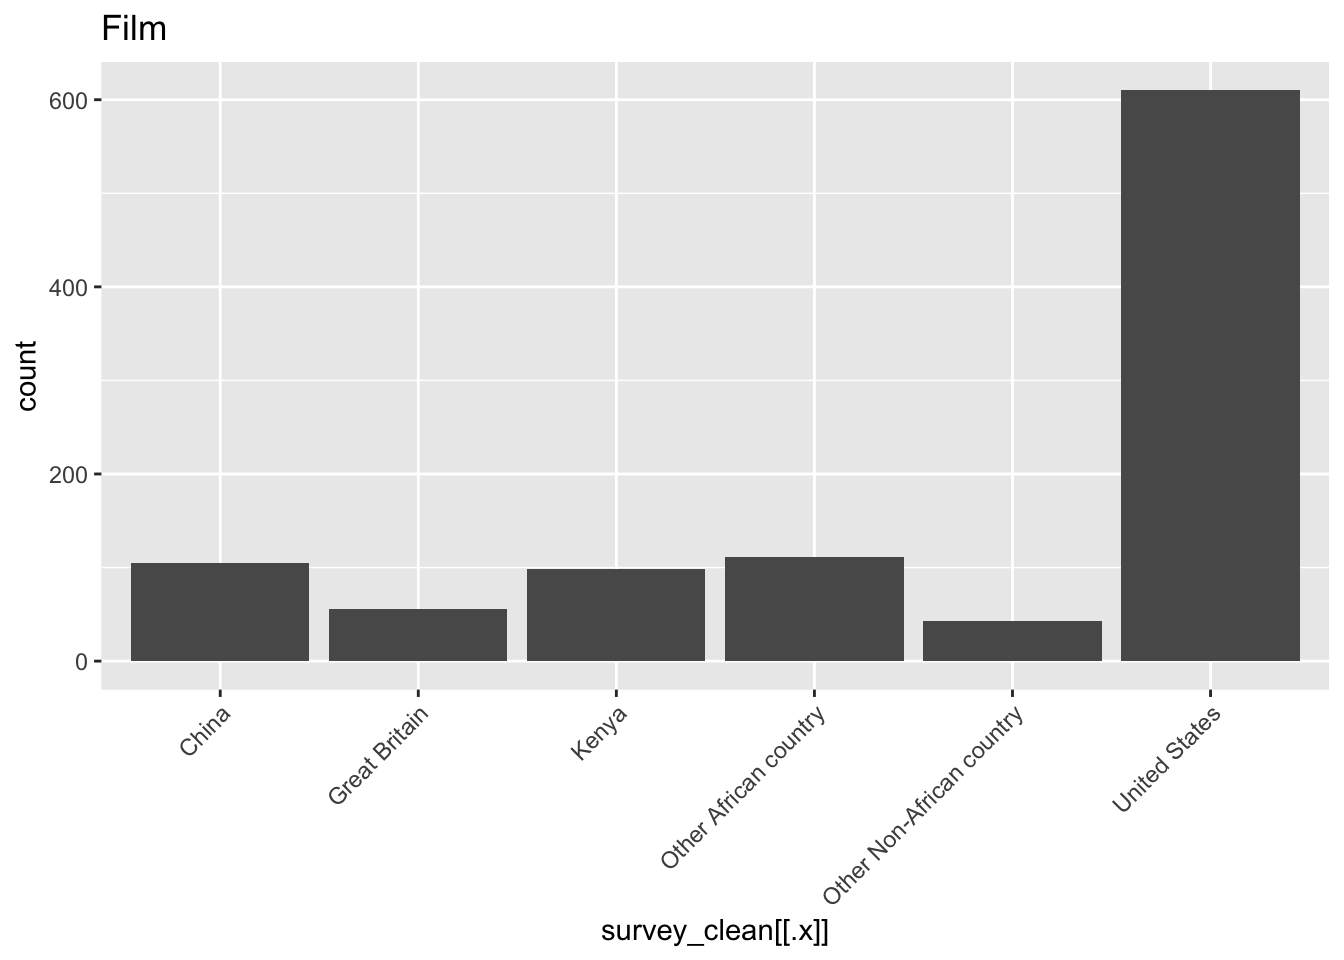 Film
600
400
200
0
count
China
Great Britain
Kenya
Other African country
Other Non-African country
United States
survey_clean[[.x]]